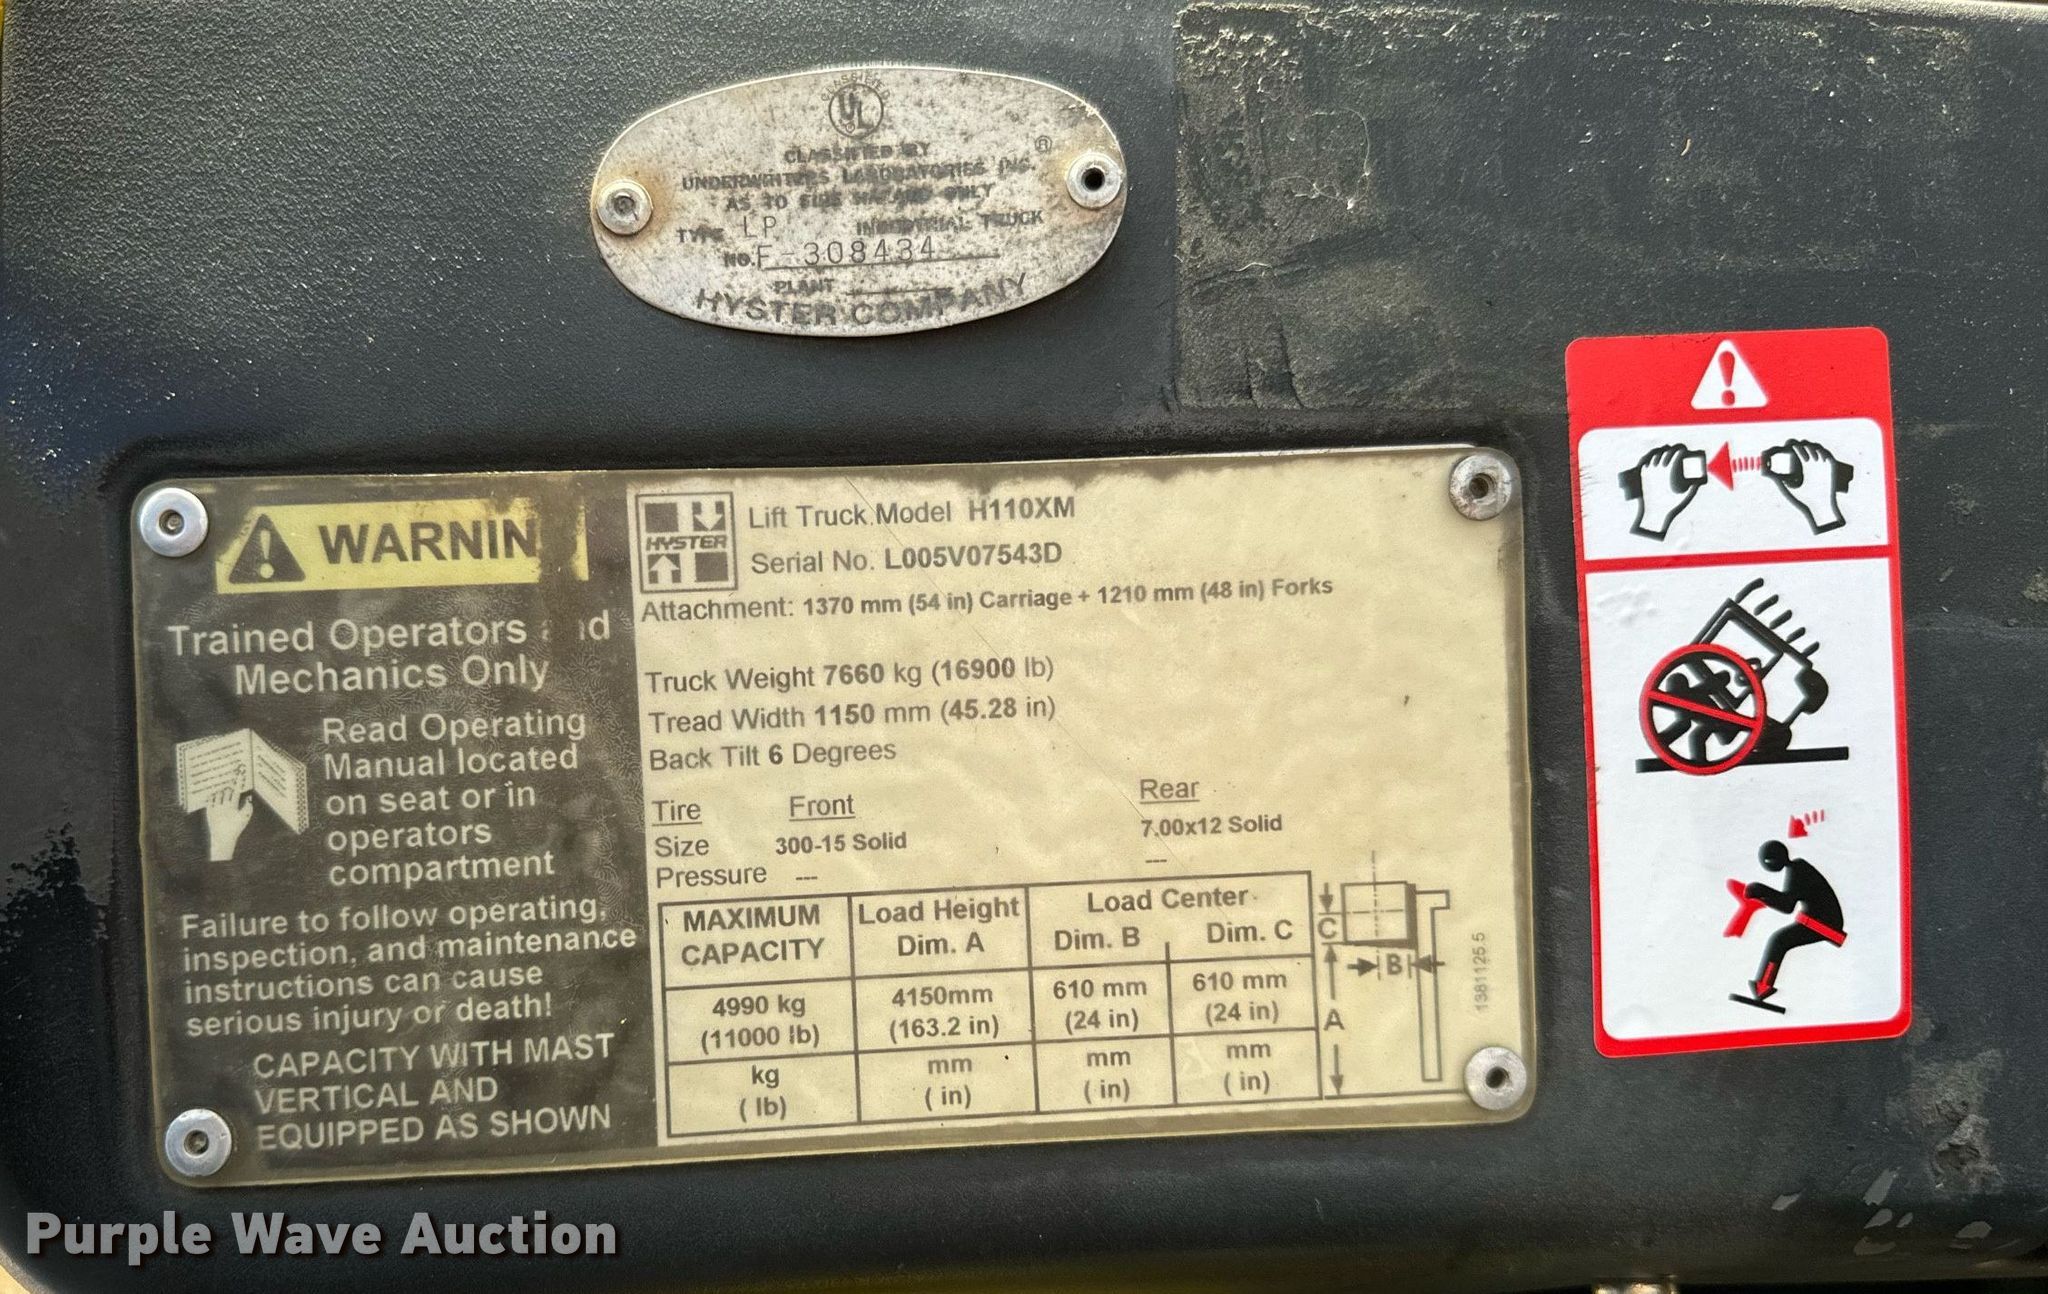 CLASSIFIED
UL
CLASSIFIED BY
UNDERWRITERS LABORATORIES INC. ®
AS TO FIRE HAZARD ONLY
TYPE LP INDUSTRIAL TRUCK
NO. F-308434
PLANT
HYSTER COMPANY
WARNIN
Trained Operators and
Mechanics Only
Read Operating
Manual located
on seat or in
operators
compartment
Failure to follow operating,
inspection, and maintenance
instructions can cause
serious injury or death!
CAPACITY WITH MAST
VERTICAL AND
EQUIPPED AS SHOWN
HYSTER
Lift Truck Model H110XM
Serial No. L005V07543D
Attachment: 1370 mm (54 in) Carriage + 1210 mm (48 in) Forks
Truck Weight 7660 kg (16900 lb)
Tread Width 1150 mm (45.28 in)
Back Tilt 6 Degrees
Tire Front Rear
Size 300-15 Solid 7.00x12 Solid
Pressure --- ---
MAXIMUM CAPACITY Load Height Dim. A Load Center Dim. B Dim. C
4990 kg 4150mm 610 mm 610 mm
(11000 lb) (163.2 in) (24 in) (24 in)
kg mm mm mm
( lb) ( in) ( in) ( in)
C
B
A
1381125.5
Purple Wave Auction